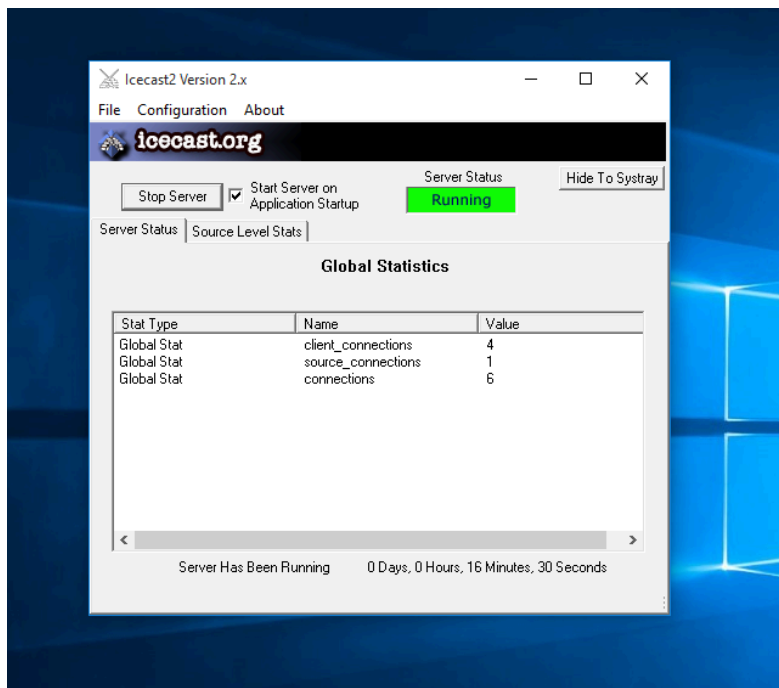 Icecast2 Version 2.x
File Configuration About
icecast.org
Server Status
Hide To Systray
Stop Server
Start Server on
Application Startup
Running
Server Status Source Level Stats
Global Statistics
Stat Type Name Value
Global Stat client_connections 4
Global Stat source_connections 1
Global Stat connections 6
Server Has Been Running 0 Days, 0 Hours, 16 Minutes, 30 Seconds